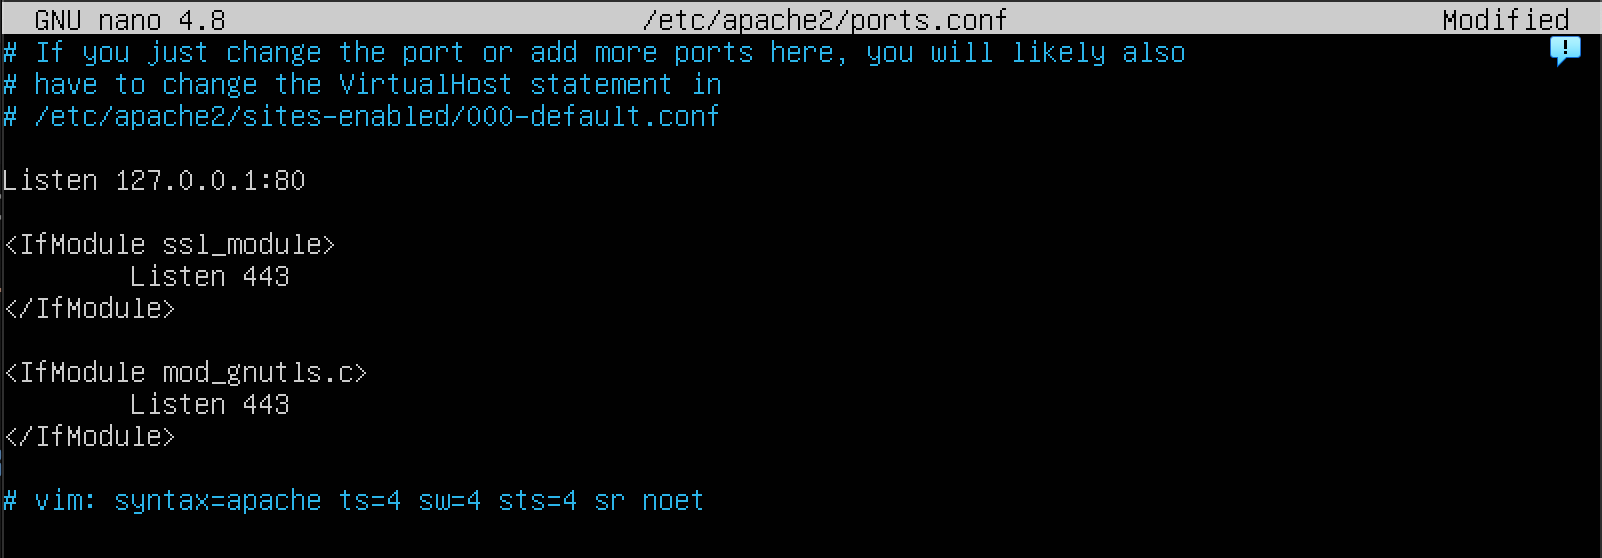 GNU nano 4.8 /etc/apache2/ports.conf Modified
# If you just change the port or add more ports here, you will likely also
# have to change the VirtualHost statement in
# /etc/apache2/sites-enabled/000-default.conf
Listen 127.0.0.1:80
<IfModule ssl_module>
Listen 443
</IfModule>
<IfModule mod_gnutls.c>
Listen 443
</IfModule>
# vim: syntax=apache ts=4 sw=4 sts=4 sr noet